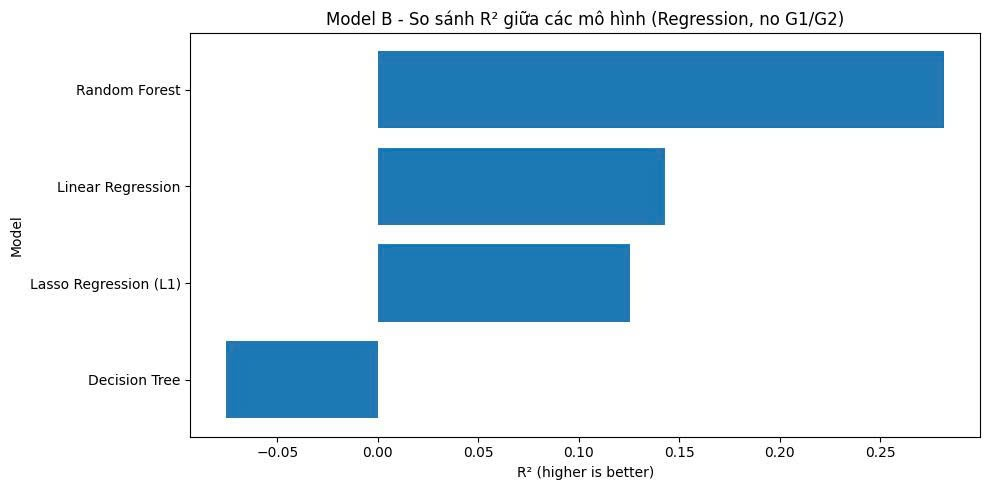 Model B - So sánh R² giữa các mô hình (Regression, no G1/G2)
Model
Random Forest
Linear Regression
Lasso Regression (L1)
Decision Tree
−0.05 0.00 0.05 0.10 0.15 0.20 0.25
R² (higher is better)